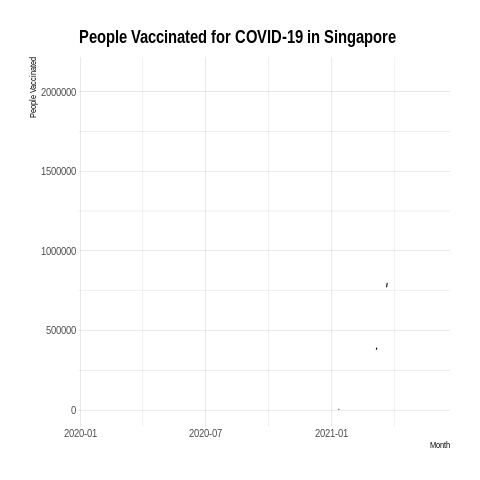 People Vaccinated for COVID-19 in Singapore
People Vaccinated
2000000
1500000
1000000
500000
0
2020-01
2020-07
2021-01
Month